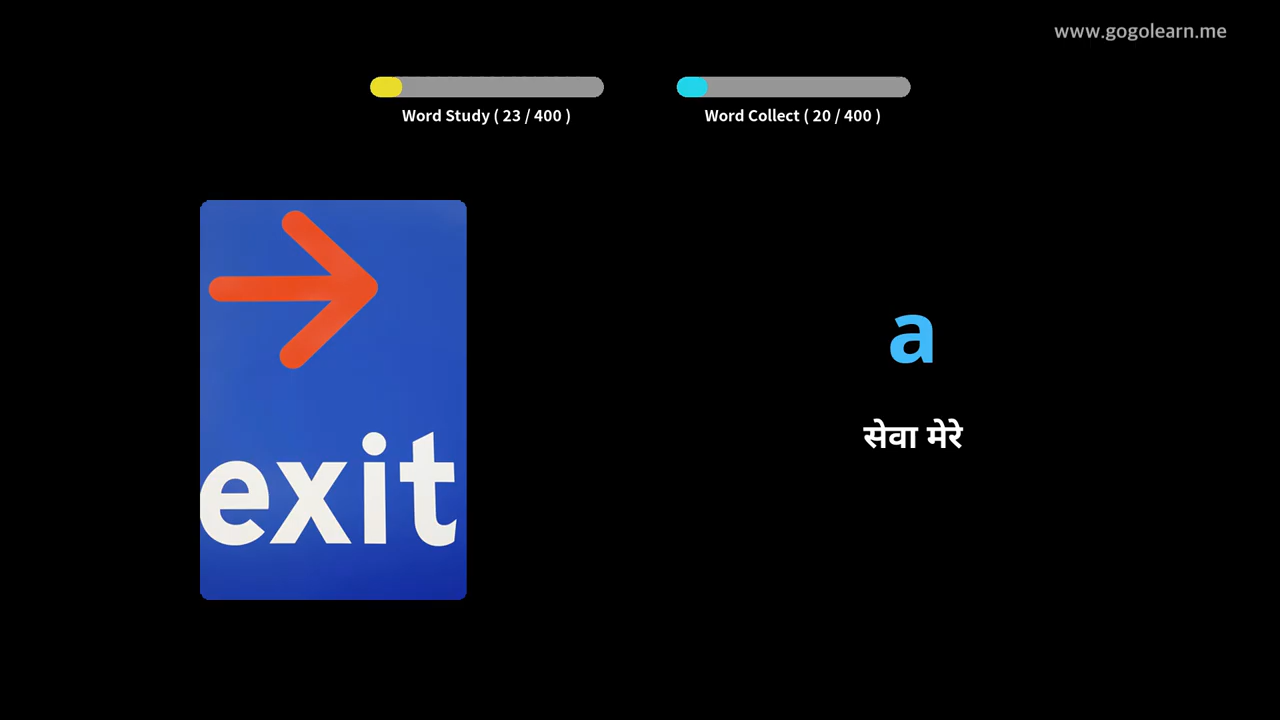 www.gogolearn.me
Word Study ( 23 / 400 )
Word Collect ( 20 / 400 )
exit
a
सेवा मेरे